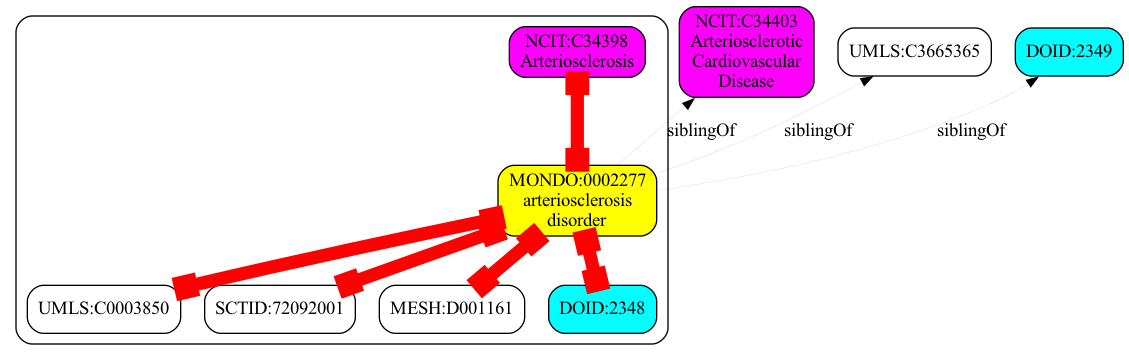 NCIT:C34398
Arteriosclerosis
NCIT:C34403
Arteriosclerotic
Cardiovascular
Disease
UMLS:C3665365
DOID:2349
siblingOf
siblingOf
siblingOf
MONDO:0002277
arteriosclerosis
disorder
UMLS:C0003850
SCTID:72092001
MESH:D001161
DOID:2348